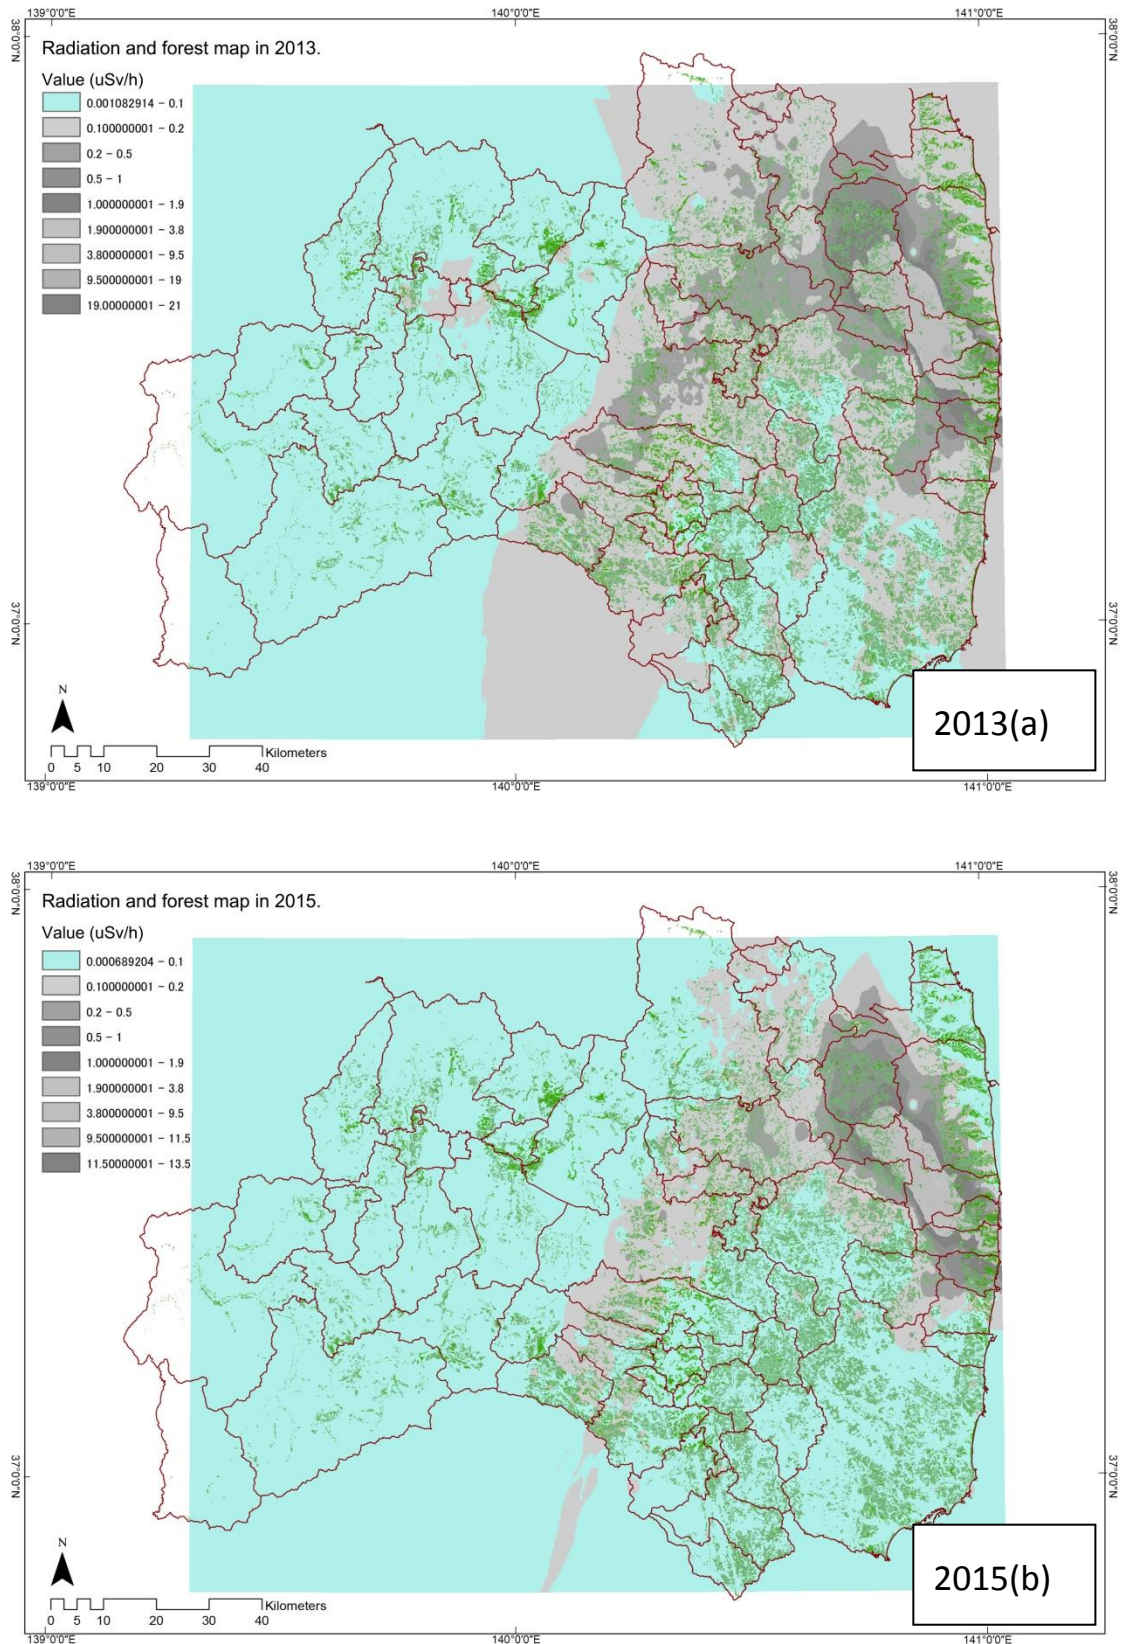 139°0'0"E 140°0'0"E 141°0'0"E
38°0'0"N 38°0'0"N
Radiation and forest map in 2013.
Value (uSv/h)
0.001082914 – 0.1
0.100000001 – 0.2
0.2 – 0.5
0.5 – 1
1.000000001 – 1.9
1.900000001 – 3.8
3.800000001 – 9.5
9.500000001 – 19
19.00000001 – 21
37°0'0"N 37°0'0"N
N
Kilometers
0 5 10 20 30 40
2013(a)
139°0'0"E 140°0'0"E 141°0'0"E
139°0'0"E 140°0'0"E 141°0'0"E
38°0'0"N 38°0'0"N
Radiation and forest map in 2015.
Value (uSv/h)
0.000689204 – 0.1
0.100000001 – 0.2
0.2 – 0.5
0.5 – 1
1.000000001 – 1.9
1.900000001 – 3.8
3.800000001 – 9.5
9.500000001 – 11.5
11.50000001 – 13.5
37°0'0"N 37°0'0"N
N
Kilometers
0 5 10 20 30 40
2015(b)
139°0'0"E 140°0'0"E 141°0'0"E